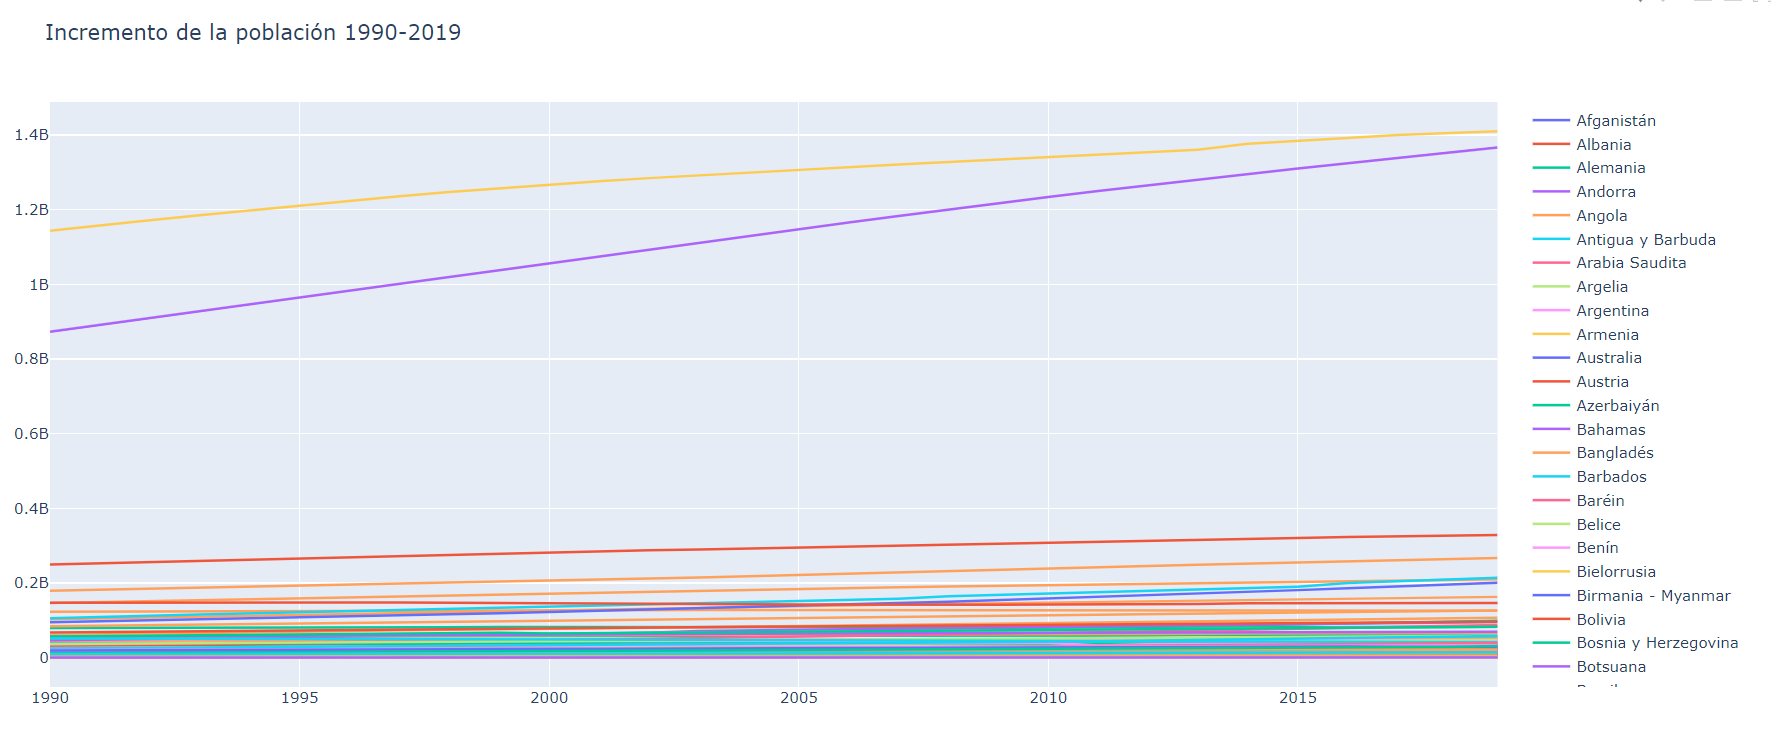 Incremento de la población 1990-2019
1.4B
1.2B
1B
0.8B
0.6B
0.4B
0.2B
0
1990
1995
2000
2005
2010
2015
Afganistán
Albania
Alemania
Andorra
Angola
Antigua y Barbuda
Arabia Saudita
Argelia
Argentina
Armenia
Australia
Austria
Azerbaiyán
Bahamas
Bangladés
Barbados
Baréin
Belice
Benín
Bielorrusia
Birmania - Myanmar
Bolivia
Bosnia y Herzegovina
Botsuana